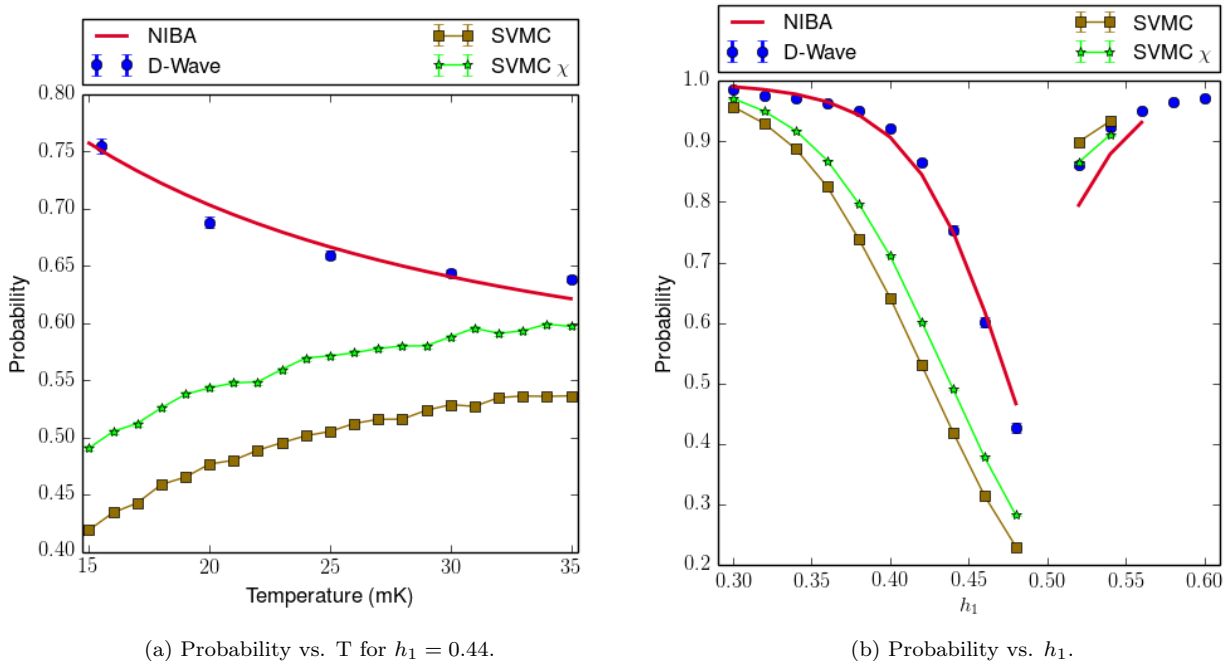 NIBA
D-Wave
SVMC
SVMC χ
0.80
0.75
0.70
0.65
0.60
0.55
0.50
0.45
0.40
Probability
15 20 25 30 35
Temperature (mK)
(a) Probability vs. T for h₁ = 0.44.
NIBA
D-Wave
SVMC
SVMC χ
1.0
0.9
0.8
0.7
0.6
0.5
0.4
0.3
0.2
Probability
0.30 0.35 0.40 0.45 0.50 0.55 0.60
h₁
(b) Probability vs. h₁.